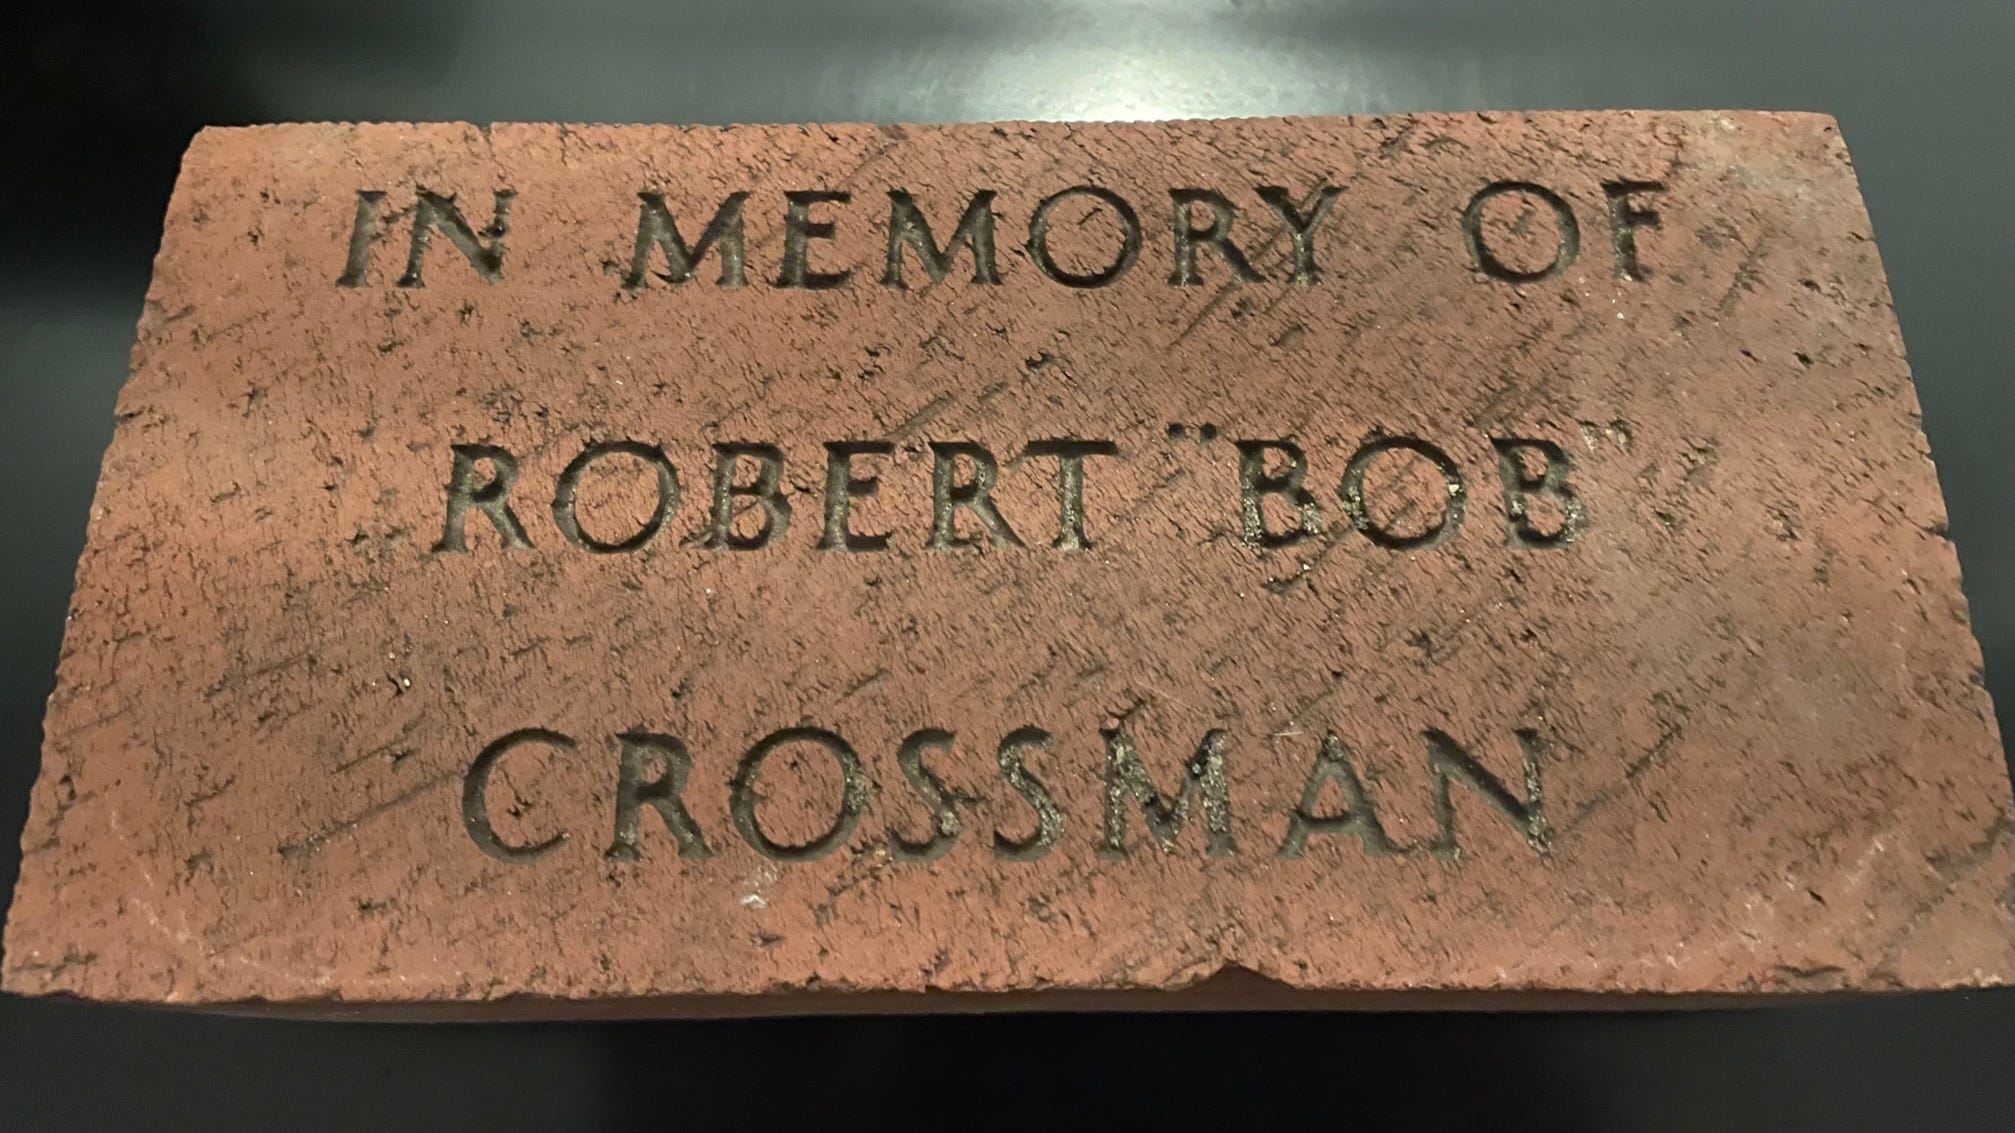 IN MEMORY OF
ROBERT "BOB"
CROSSMAN